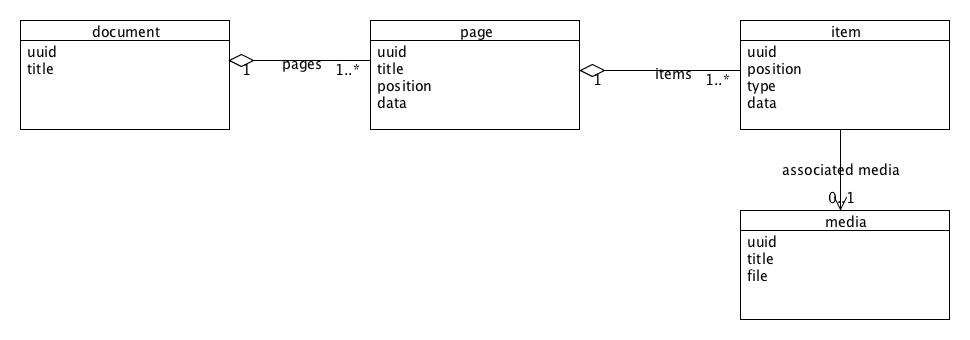 document
uuid
title
1
pages
1..*
page
uuid
title
position
data
1
items
1..*
item
uuid
position
type
data
associated media
0..1
media
uuid
title
file